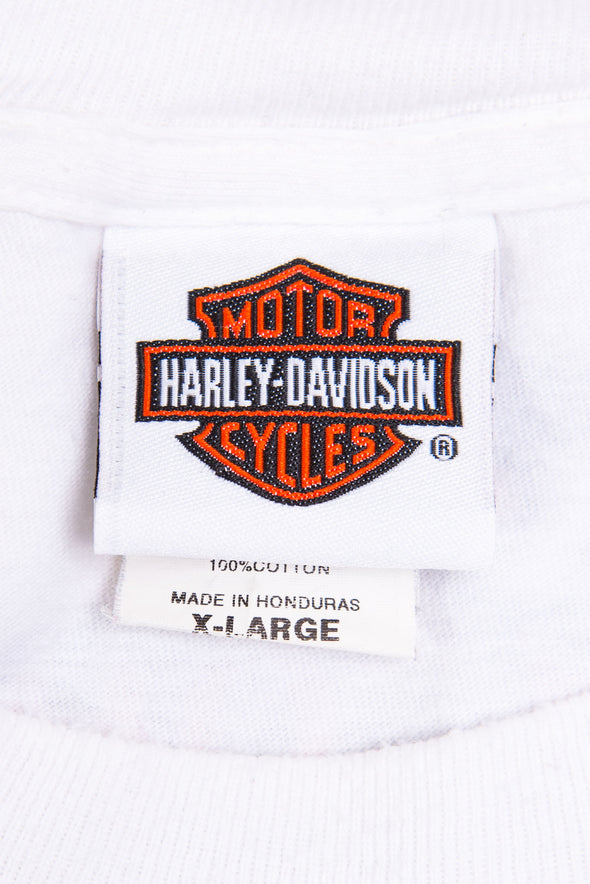 MOTOR
HARLEY-DAVIDSON
CYCLES
®
100%COTTON
MADE IN HONDURAS
X-LARGE